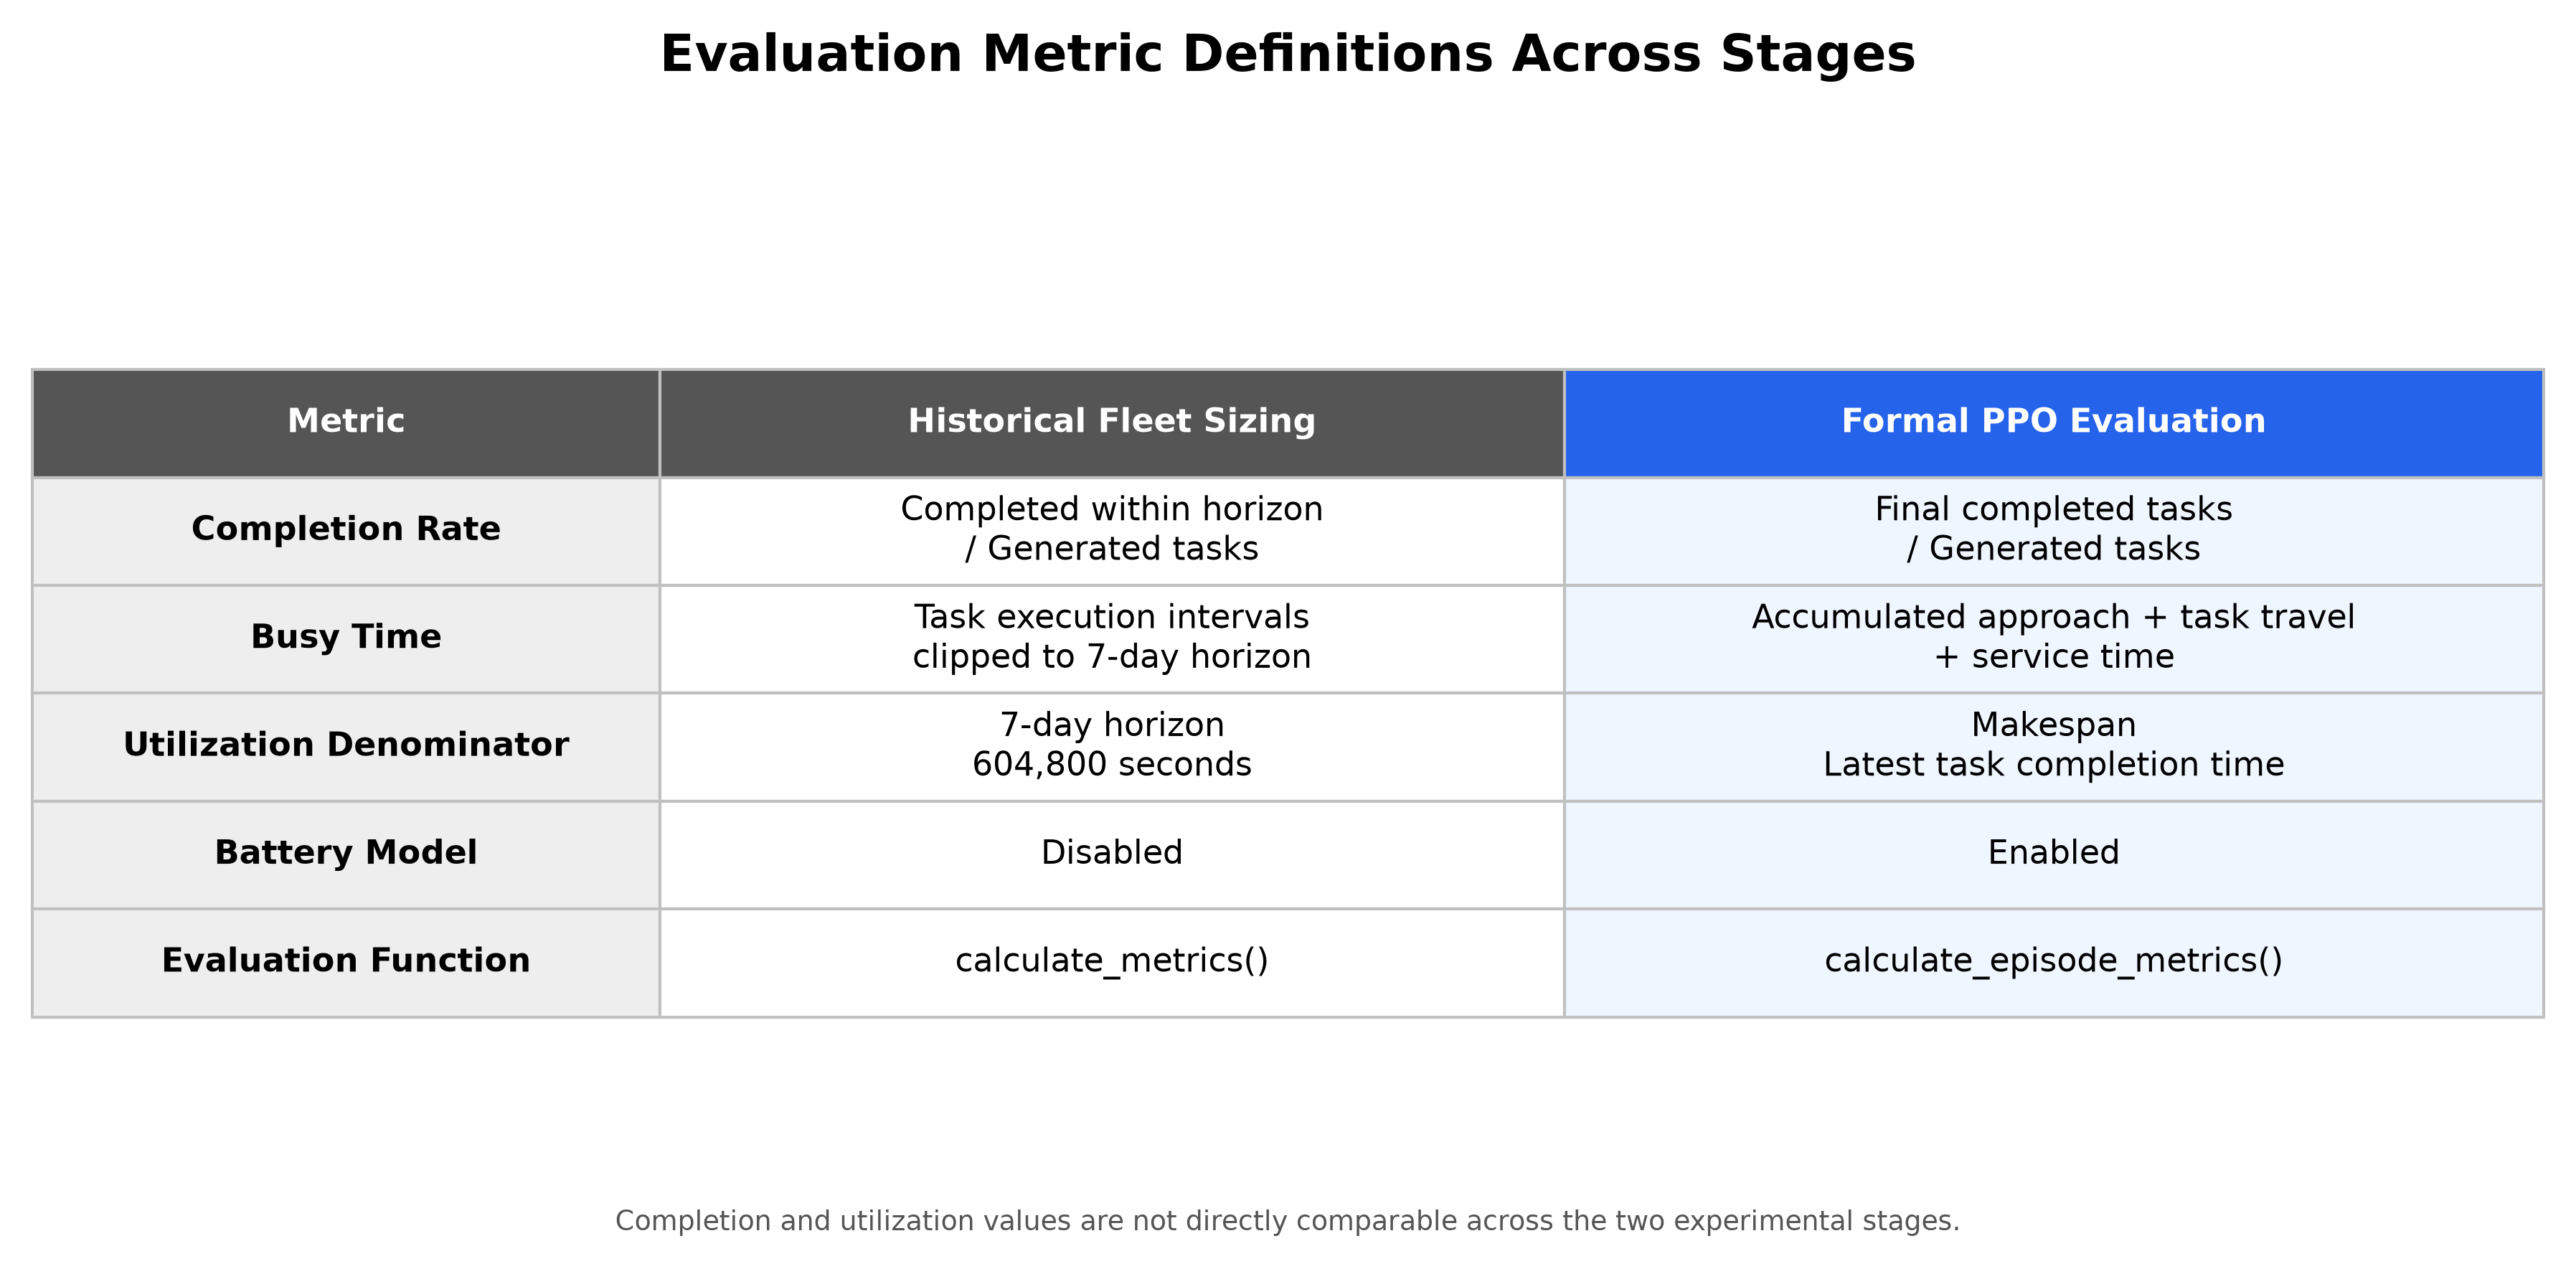 Evaluation Metric Definitions Across Stages
Metric
Historical Fleet Sizing
Formal PPO Evaluation
Completion Rate
Completed within horizon
/ Generated tasks
Final completed tasks
/ Generated tasks
Busy Time
Task execution intervals
clipped to 7-day horizon
Accumulated approach + task travel
+ service time
Utilization Denominator
7-day horizon
604,800 seconds
Makespan
Latest task completion time
Battery Model
Disabled
Enabled
Evaluation Function
calculate_metrics()
calculate_episode_metrics()
Completion and utilization values are not directly comparable across the two experimental stages.